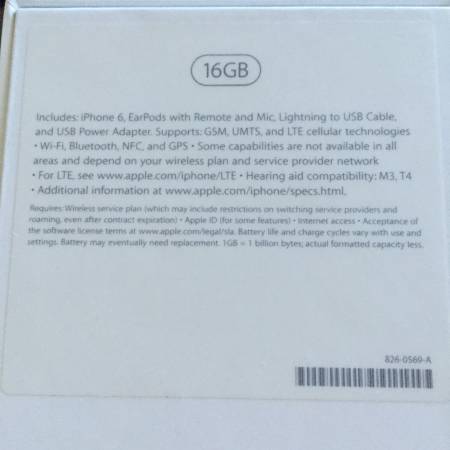 16GB
Includes: iPhone 6, EarPods with Remote and Mic, Lightning to USB Cable,
and USB Power Adapter. Supports: GSM, UMTS, and LTE cellular technologies
• Wi-Fi, Bluetooth, NFC, and GPS • Some capabilities are not available in all
areas and depend on your wireless plan and service provider network
• For LTE, see www.apple.com/iphone/LTE • Hearing aid compatibility: M3, T4
• Additional information at www.apple.com/iphone/specs.html.
Requires: Wireless service plan (which may include restrictions on switching service providers and
roaming, even after contract expiration) • Apple ID (for some features) • Internet access • Acceptance of
the software license terms at www.apple.com/legal/sla. Battery life and charge cycles vary with use and
settings. Battery may eventually need replacement. 1GB = 1 billion bytes; actual formatted capacity less.
826-0569-A